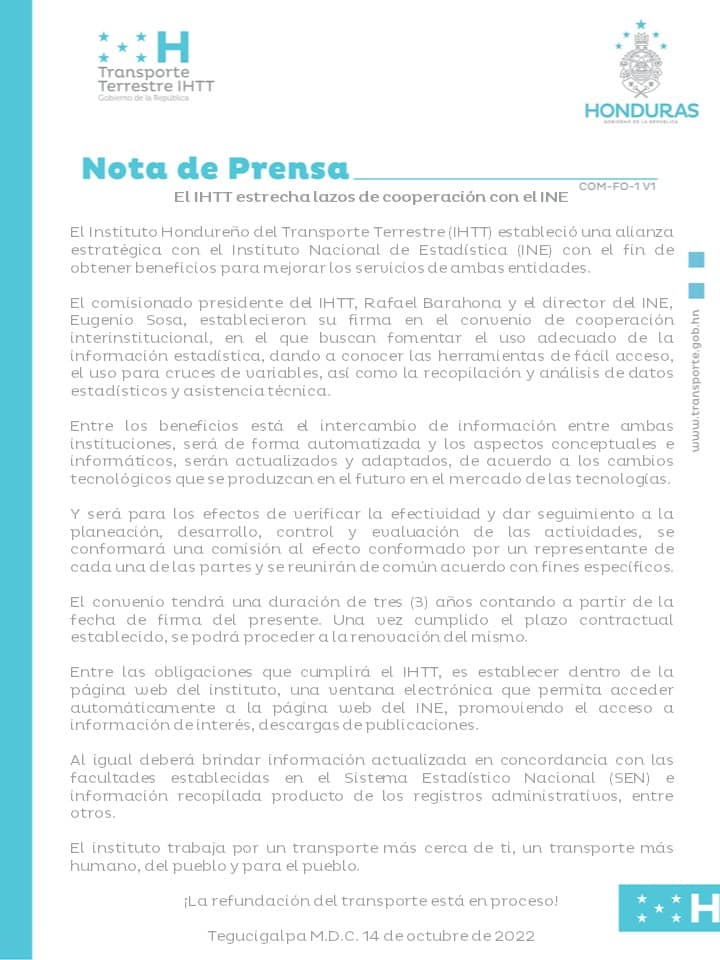 H
Transporte
Terrestre IHTT
Gobierno de la República
HONDURAS
GOBIERNO DE LA REPÚBLICA
Nota de Prensa
COM-FO-1 V1
El IHTT estrecha lazos de cooperación con el INE
El Instituto Hondureño del Transporte Terrestre (IHTT) estableció una alianza
estratégica con el Instituto Nacional de Estadística (INE) con el fin de
obtener beneficios para mejorar los servicios de ambas entidades.
El comisionado presidente del IHTT, Rafael Barahona y el director del INE,
Eugenio Sosa, establecieron su firma en el convenio de cooperación
interinstitucional, en el que buscan fomentar el uso adecuado de la
información estadística, dando a conocer las herramientas de fácil acceso,
el uso para cruces de variables, así como la recopilación y análisis de datos
estadísticos y asistencia técnica.
Entre los beneficios está el intercambio de información entre ambas
instituciones, será de forma automatizada y los aspectos conceptuales e
informáticos, serán actualizados y adaptados, de acuerdo a los cambios
tecnológicos que se produzcan en el futuro en el mercado de las tecnologías.
Y será para los efectos de verificar la efectividad y dar seguimiento a la
planeación, desarrollo, control y evaluación de las actividades, se
conformará una comisión al efecto conformado por un representante de
cada una de las partes y se reunirán de común acuerdo con fines específicos.
El convenio tendrá una duración de tres (3) años contando a partir de la
fecha de firma del presente. Una vez cumplido el plazo contractual
establecido, se podrá proceder a la renovación del mismo.
Entre las obligaciones que cumplirá el IHTT, es establecer dentro de la
página web del instituto, una ventana electrónica que permita acceder
automáticamente a la página web del INE, promoviendo el acceso a
información de interés, descargas de publicaciones.
Al igual deberá brindar información actualizada en concordancia con las
facultades establecidas en el Sistema Estadístico Nacional (SEN) e
información recopilada producto de los registros administrativos, entre
otros.
El instituto trabaja por un transporte más cerca de ti, un transporte más
humano, del pueblo y para el pueblo.
¡La refundación del transporte está en proceso!
Tegucigalpa M.D.C. 14 de octubre de 2022
www.transporte.gob.hn
H